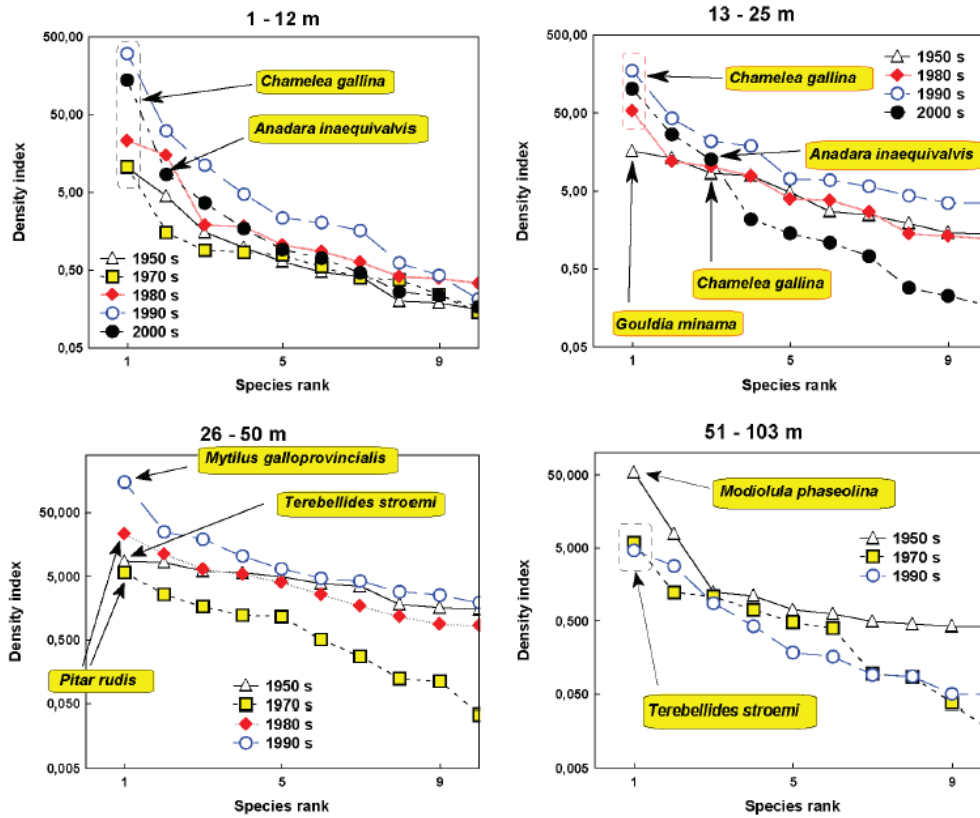 1 - 12 m
500,00
50,00
5,00
0,50
0,05
Density index
Chamelea gallina
Anadara inaequivalvis
1950 s
1970 s
1980 s
1990 s
2000 s
1
5
9
Species rank
13 - 25 m
500,00
50,00
5,00
0,50
0,05
Density index
1950 s
1980 s
1990 s
2000 s
Chamelea gallina
Anadara inaequivalvis
Chamelea gallina
Gouldia minama
1
5
9
Species rank
26 - 50 m
50,000
5,000
0,500
0,050
0,005
Density index
Mytilus galloprovincialis
Terebellides stroemi
Pitar rudis
1950 s
1970 s
1980 s
1990 s
1
5
9
Species rank
51 - 103 m
50,000
5,000
0,500
0,050
0,005
Density index
Modiolula phaseolina
1950 s
1970 s
1990 s
Terebellides stroemi
1
5
9
Species rank